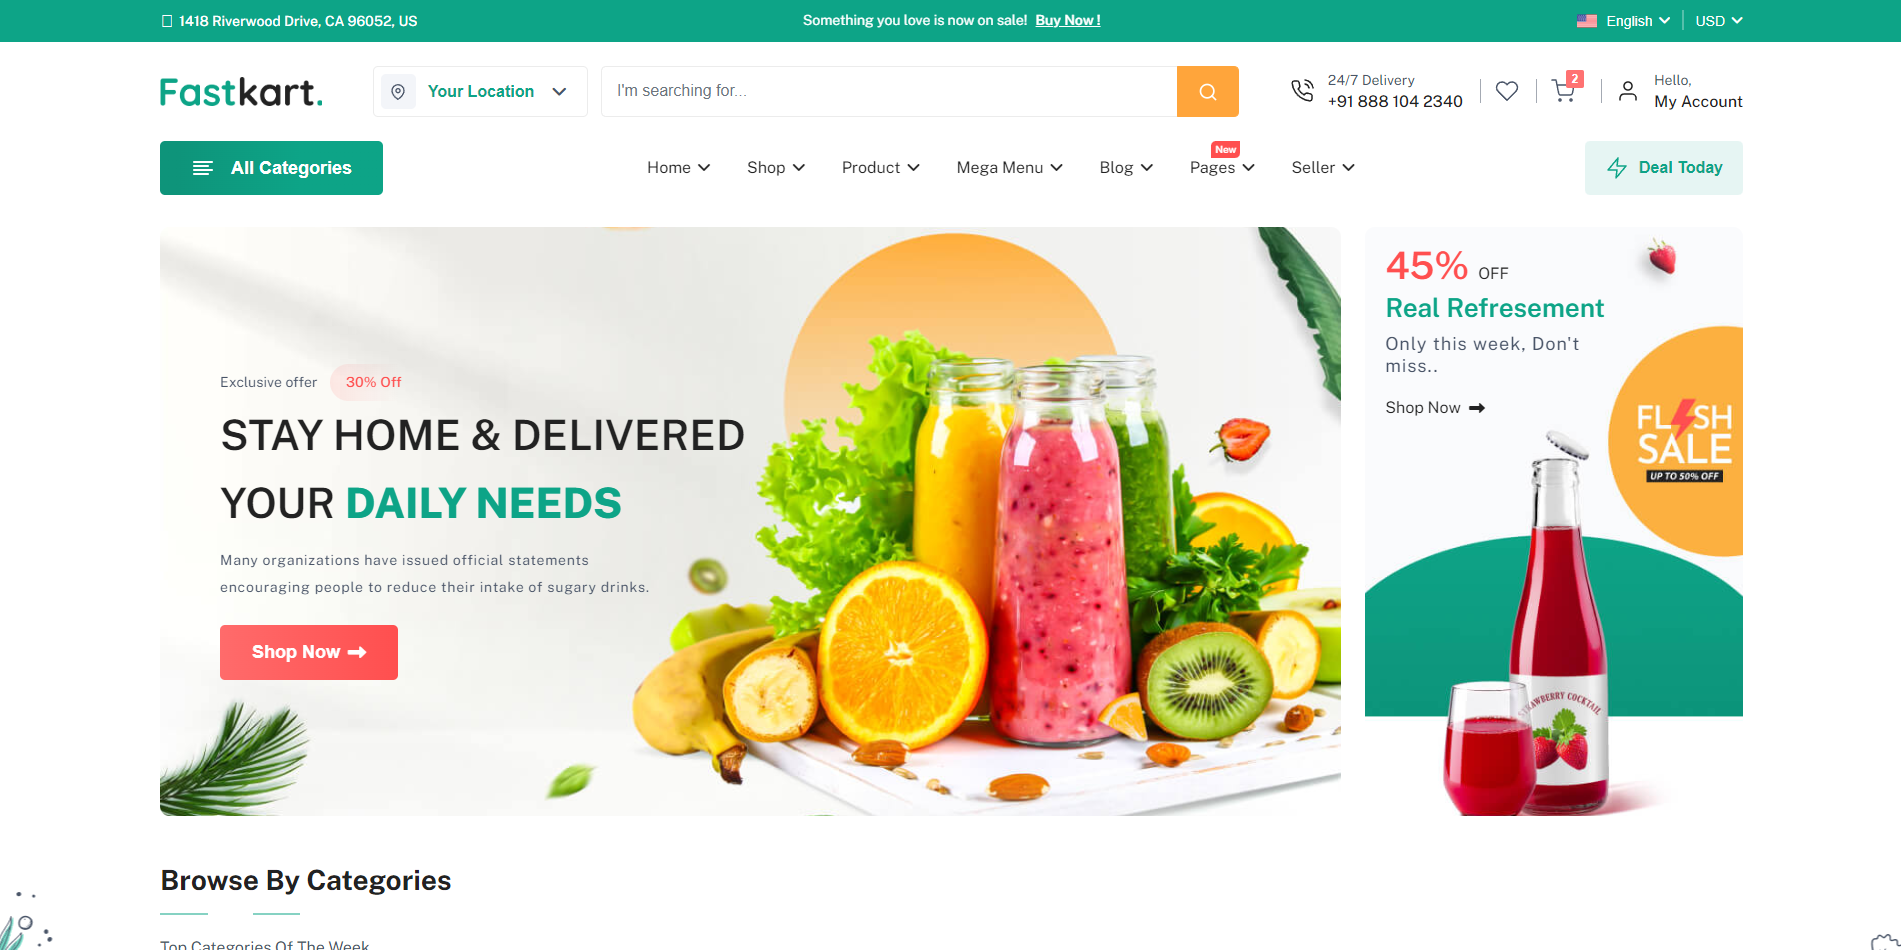 1418 Riverwood Drive, CA 96052, US
Something you love is now on sale! Buy Now !
English
USD
Fastkart.
Your Location
I'm searching for...
24/7 Delivery
+91 888 104 2340
2
Hello,
My Account
All Categories
Home
Shop
Product
Mega Menu
Blog
New
Pages
Seller
Deal Today
Exclusive offer 30% Off
STAY HOME & DELIVERED
YOUR DAILY NEEDS
Many organizations have issued official statements
encouraging people to reduce their intake of sugary drinks.
Shop Now
45% OFF
Real Refresement
Only this week, Don't
miss..
Shop Now
FLASH
SALE
UP TO 50% OFF
STRAWBERRY COCKTAIL
Browse By Categories
Top Categories Of The Week